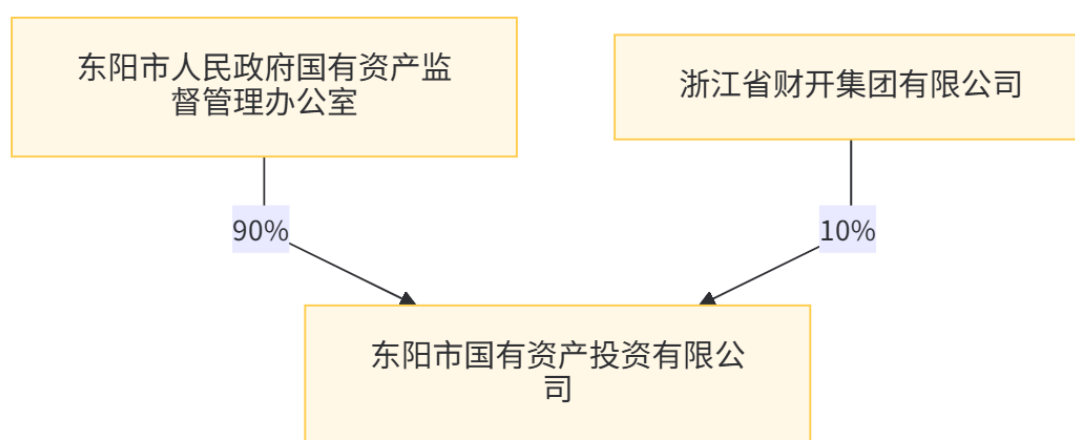 东阳市人民政府国有资产监
督管理办公室
浙江省财开集团有限公司
90%
10%
东阳市国有资产投资有限公
司